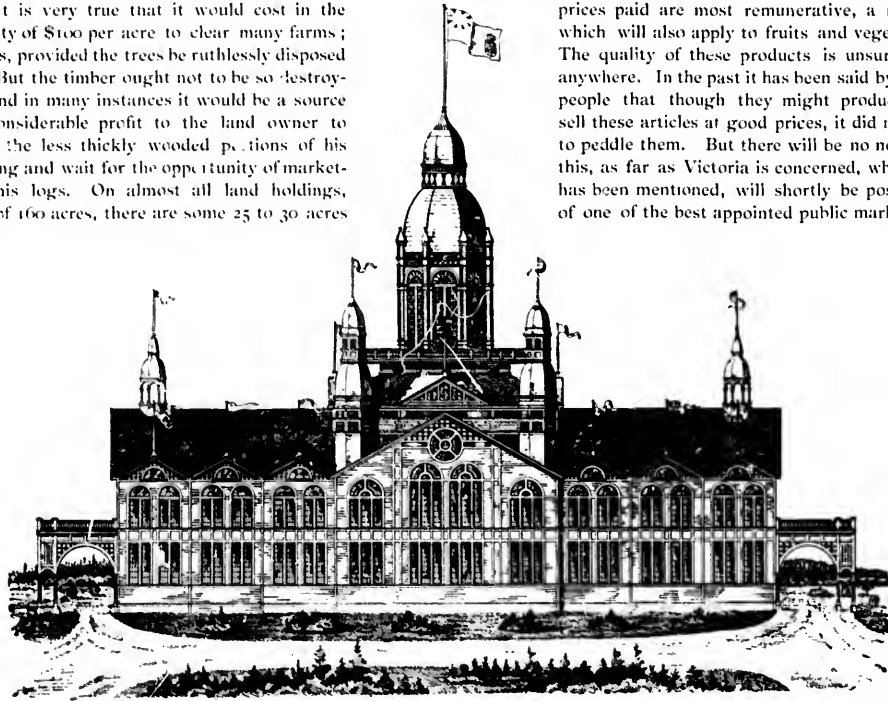 t is very true that it would cost in the
ty of $100 per acre to clear many farms ;
s, provided the trees be ruthlessly disposed
But the timber ought not to be so destroy-
nd in many instances it would be a source
onsiderable profit to the land owner to
the less thickly wooded p tions of his
ng and wait for the opportunity of market-
his logs. On almost all land holdings,
of 160 acres, there are some 25 to 30 acres
prices paid are most remunerative, a
which will also apply to fruits and vege
The quality of these products is unsur
anywhere. In the past it has been said by
people that though they might produ
sell these articles at good prices, it did
to peddle them. But there will be no ne
this, as far as Victoria is concerned, wh
has been mentioned, will shortly be pos
of one of the best appointed public mark